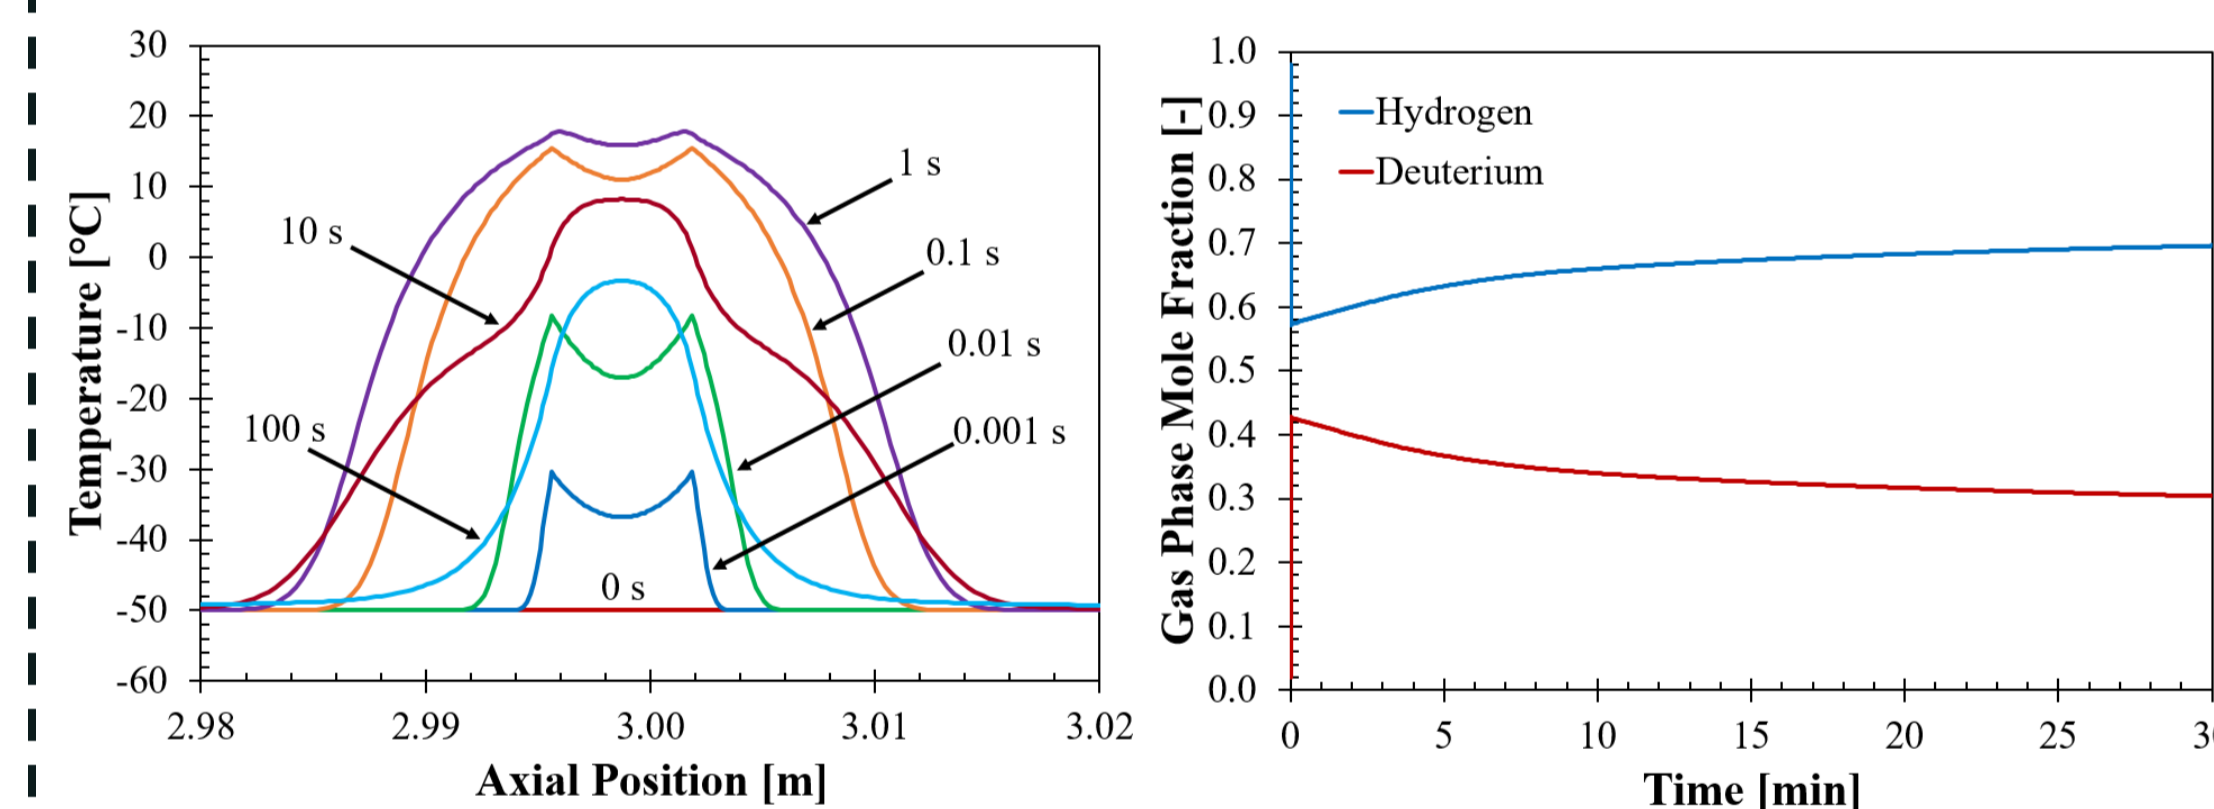 Temperature [°C]
30
20
10
0
-10
-20
-30
-40
-50
-60
1 s
10 s
0.1 s
0.01 s
100 s
0.001 s
0 s
2.98 2.99 3.00 3.01 3.02
Axial Position [m]
Gas Phase Mole Fraction [-]
1.0
0.9
0.8
0.7
0.6
0.5
0.4
0.3
0.2
0.1
0.0
Hydrogen
Deuterium
0 5 10 15 20 25
Time [min]